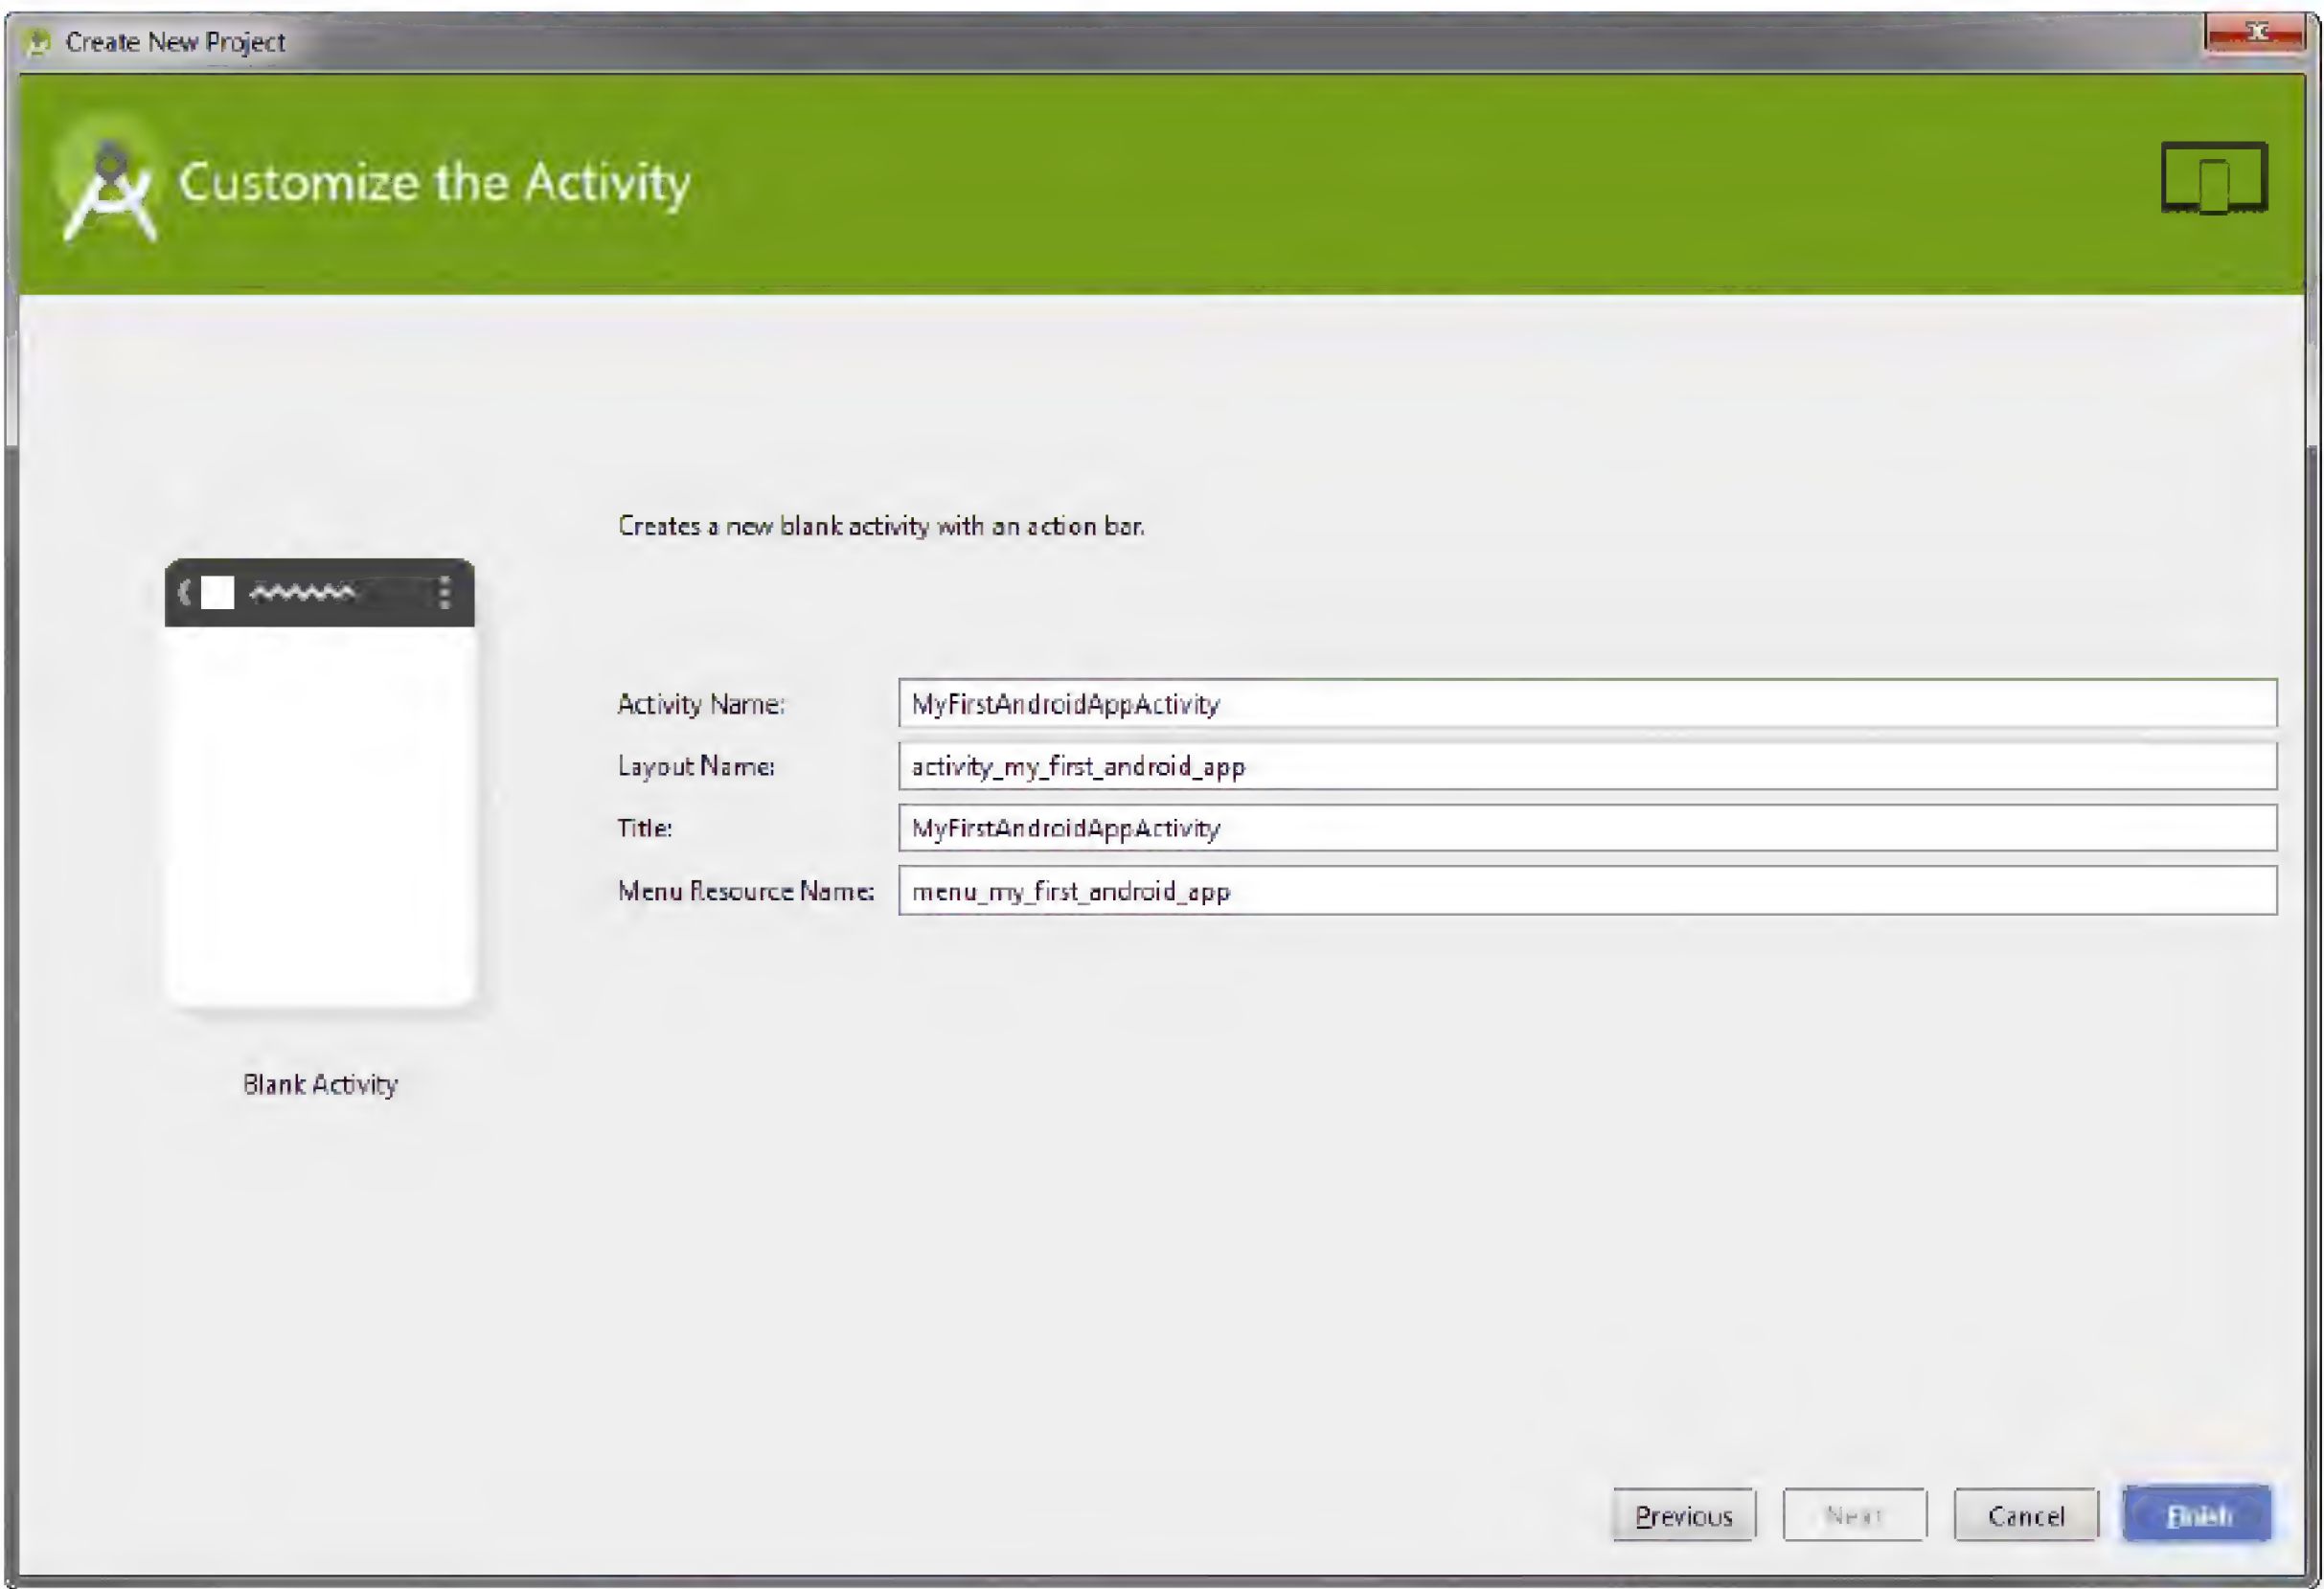 Create New Project
Customize the Activity
Creates a new blank activity with an action bar.
Activity Name: MyFirstAndroidAppActivity
Layout Name: activity_my_first_android_app
Title: MyFirstAndroidAppActivity
Menu Resource Name: menu_my_first_android_app
Blank Activity
Previous Next Cancel Finish